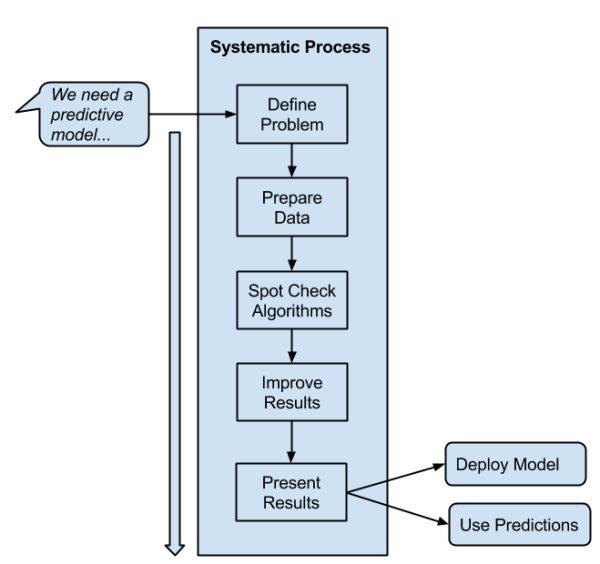 Systematic Process
We need a
predictive
model...
Define
Problem
Prepare
Data
Spot Check
Algorithms
Improve
Results
Present
Results
Deploy Model
Use Predictions